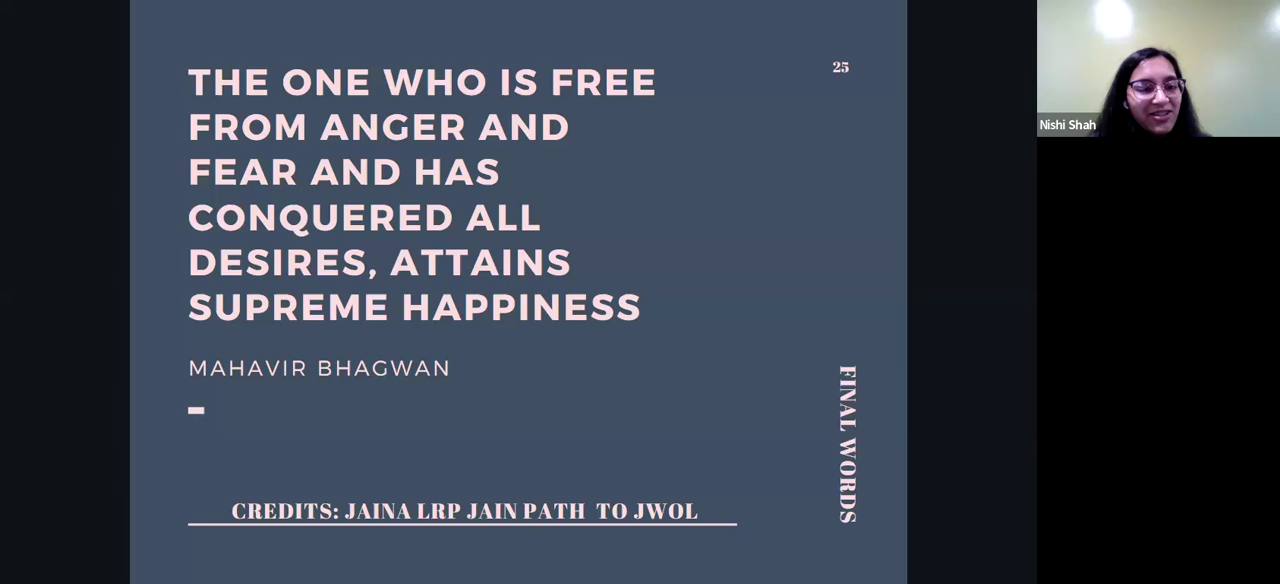 THE ONE WHO IS FREE
FROM ANGER AND
FEAR AND HAS
CONQUERED ALL
DESIRES, ATTAINS
SUPREME HAPPINESS
MAHAVIR BHAGWAN
CREDITS: JAINA LRP JAIN PATH TO JWOL
25
FINAL WORDS
Nishi Shah